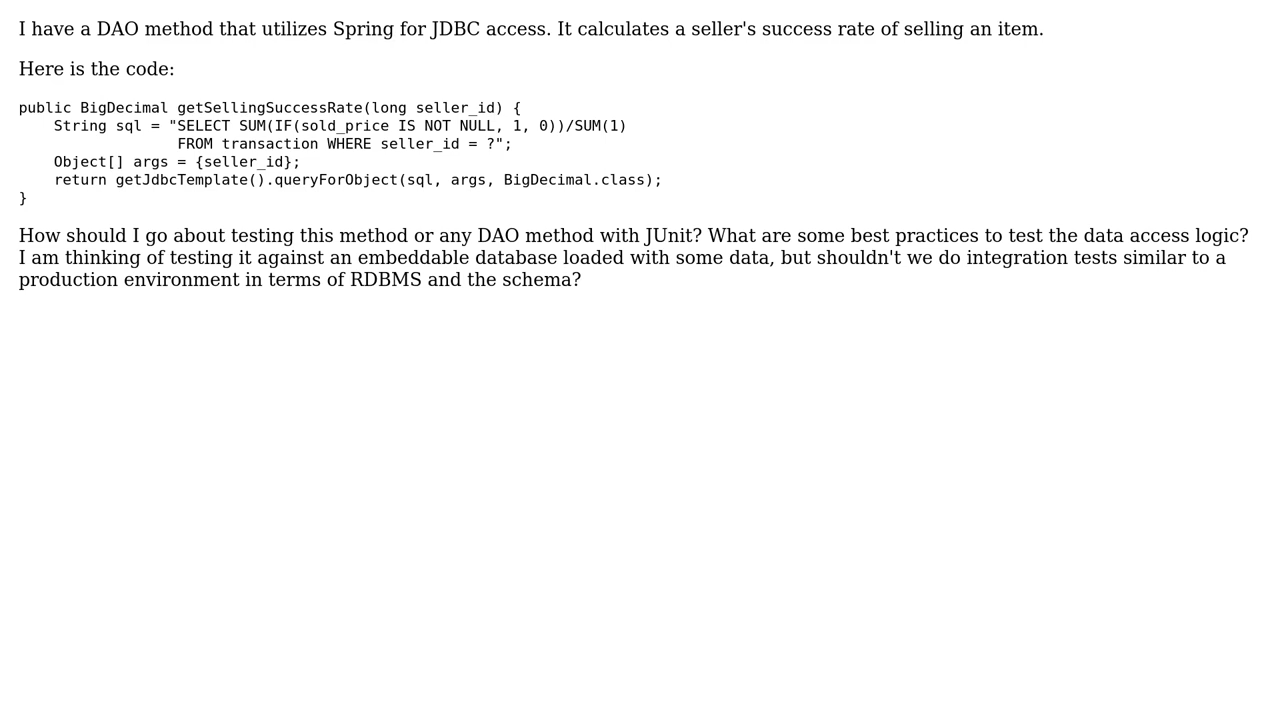 I have a DAO method that utilizes Spring for JDBC access. It calculates a seller's success rate of selling an item.
Here is the code:
public BigDecimal getSellingSuccessRate(long seller_id) {
    String sql = "SELECT SUM(IF(sold_price IS NOT NULL, 1, 0))/SUM(1)
                  FROM transaction WHERE seller_id = ?";
    Object[] args = {seller_id};
    return getJdbcTemplate().queryForObject(sql, args, BigDecimal.class);
}
How should I go about testing this method or any DAO method with JUnit? What are some best practices to test the data access logic?
I am thinking of testing it against an embeddable database loaded with some data, but shouldn't we do integration tests similar to a
production environment in terms of RDBMS and the schema?